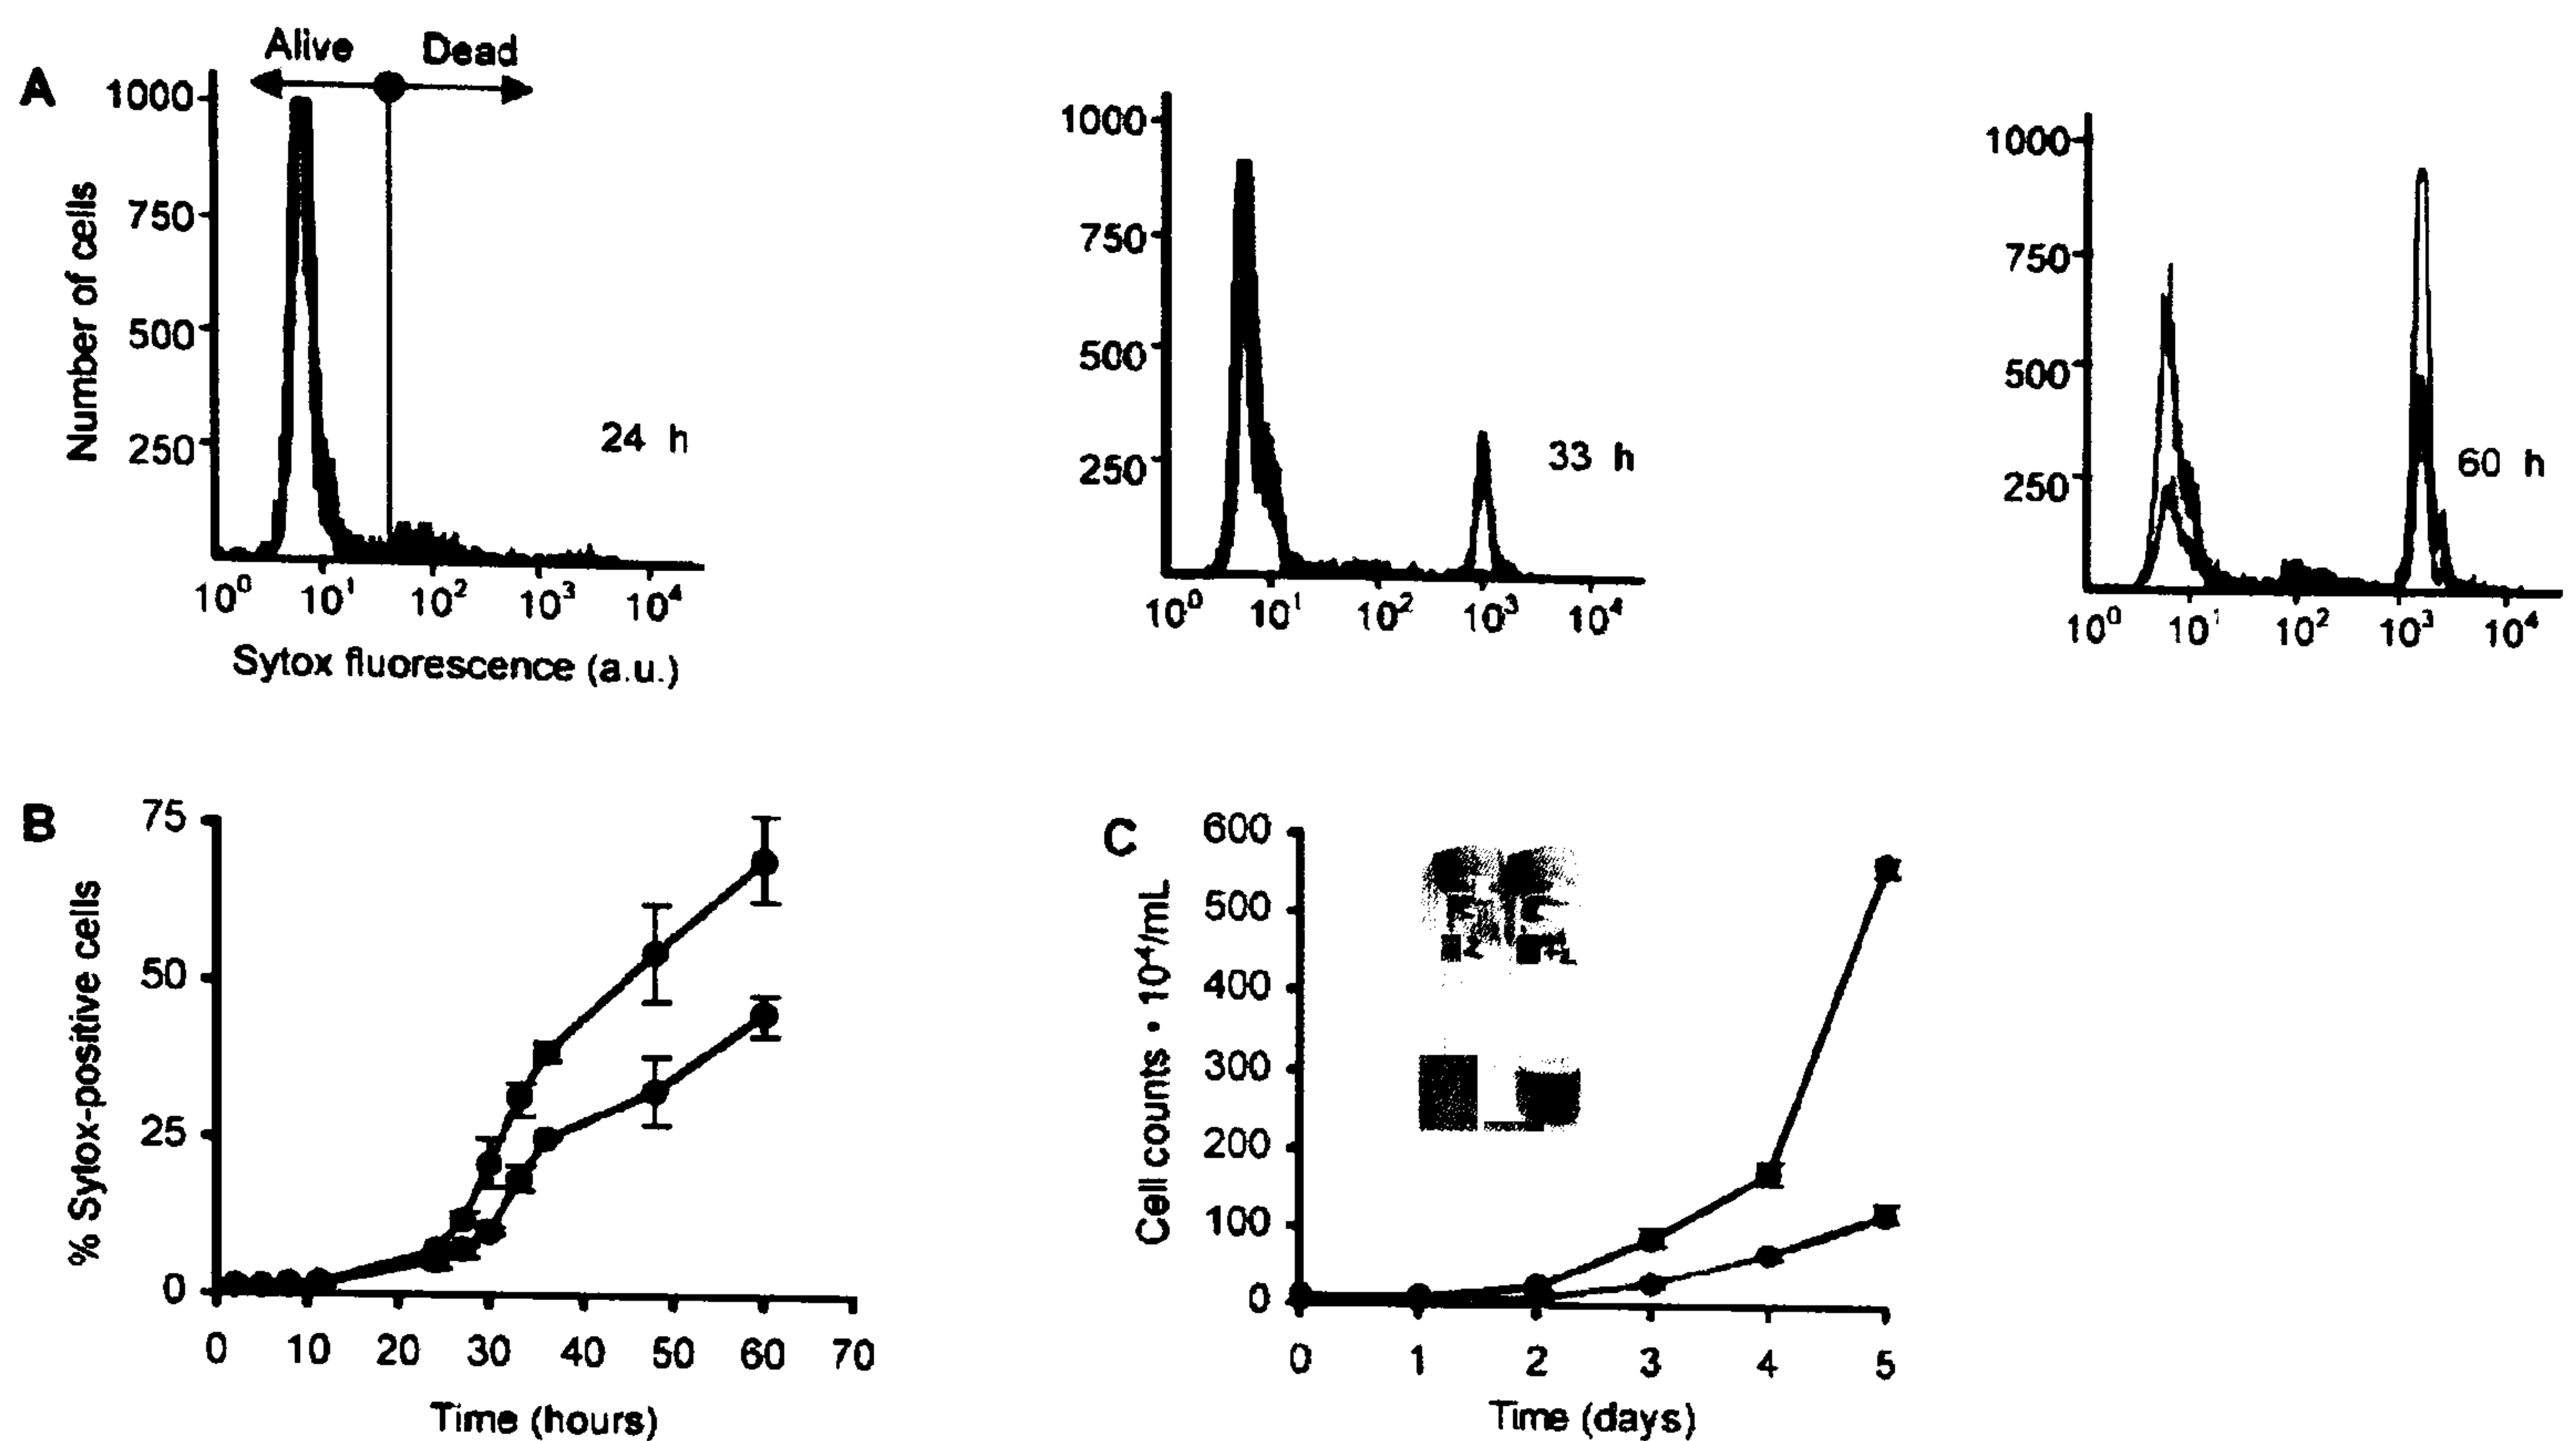 A
Alive Dead
Number of cells
1000
750
500
250
10⁰ 10¹ 10² 10³ 10⁴
24 h
Sytox fluorescence (a.u.)
1000
750
500
250
10⁰ 10¹ 10² 10³ 10⁴
33 h
1000
750
500
250
10⁰ 10¹ 10² 10³ 10⁴
60 h
B
% Sytox-positive cells
75
50
25
0
0 10 20 30 40 50 60 70
Time (hours)
C
Cell counts · 10⁻⁴/mL
600
500
400
300
200
100
0
0 1 2 3 4 5
Time (days)